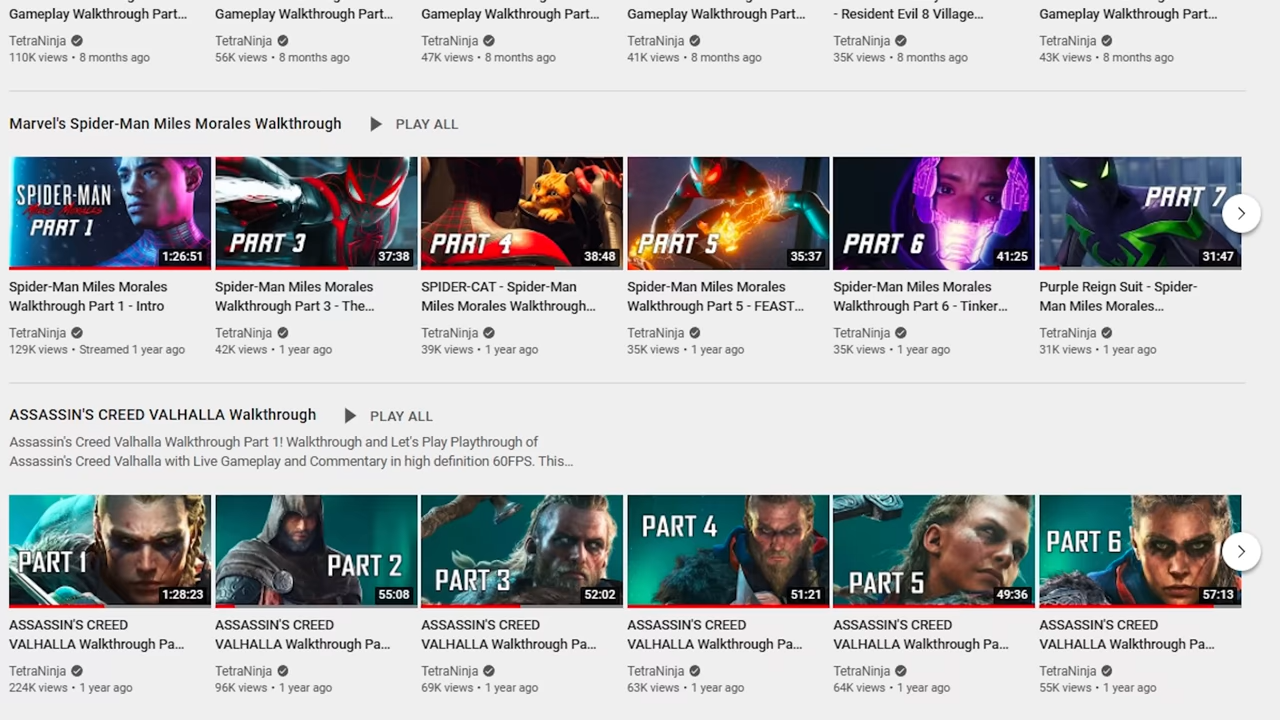 Gameplay Walkthrough Part...
Gameplay Walkthrough Part...
Gameplay Walkthrough Part...
Gameplay Walkthrough Part...
- Resident Evil 8 Village...
Gameplay Walkthrough Part...
TetraNinja
TetraNinja
TetraNinja
TetraNinja
TetraNinja
TetraNinja
110K views • 8 months ago
56K views • 8 months ago
47K views • 8 months ago
41K views • 8 months ago
35K views • 8 months ago
43K views • 8 months ago
Marvel's Spider-Man Miles Morales Walkthrough
PLAY ALL
SPIDER-MAN
Miles Morales
PART 1
1:26:51
PART 3
37:38
PART 4
38:48
PART 5
35:37
PART 6
41:25
PART 7
31:47
Spider-Man Miles Morales
Walkthrough Part 1 - Intro
TetraNinja
129K views • Streamed 1 year ago
Spider-Man Miles Morales
Walkthrough Part 3 - The...
TetraNinja
42K views • 1 year ago
SPIDER-CAT - Spider-Man
Miles Morales Walkthrough...
TetraNinja
39K views • 1 year ago
Spider-Man Miles Morales
Walkthrough Part 5 - FEAST...
TetraNinja
35K views • 1 year ago
Spider-Man Miles Morales
Walkthrough Part 6 - Tinker...
TetraNinja
35K views • 1 year ago
Purple Reign Suit - Spider-
Man Miles Morales...
TetraNinja
31K views • 1 year ago
ASSASSIN'S CREED VALHALLA Walkthrough
PLAY ALL
Assassin's Creed Valhalla Walkthrough Part 1! Walkthrough and Let's Play Playthrough of
Assassin's Creed Valhalla with Live Gameplay and Commentary in high definition 60FPS. This...
PART 1
1:28:23
PART 2
55:08
PART 3
52:02
PART 4
51:21
PART 5
49:36
PART 6
57:13
ASSASSIN'S CREED
VALHALLA Walkthrough Pa...
TetraNinja
224K views • 1 year ago
ASSASSIN'S CREED
VALHALLA Walkthrough Pa...
TetraNinja
96K views • 1 year ago
ASSASSIN'S CREED
VALHALLA Walkthrough Pa...
TetraNinja
69K views • 1 year ago
ASSASSIN'S CREED
VALHALLA Walkthrough Pa...
TetraNinja
63K views • 1 year ago
ASSASSIN'S CREED
VALHALLA Walkthrough Pa...
TetraNinja
64K views • 1 year ago
ASSASSIN'S CREED
VALHALLA Walkthrough Pa...
TetraNinja
55K views • 1 year ago